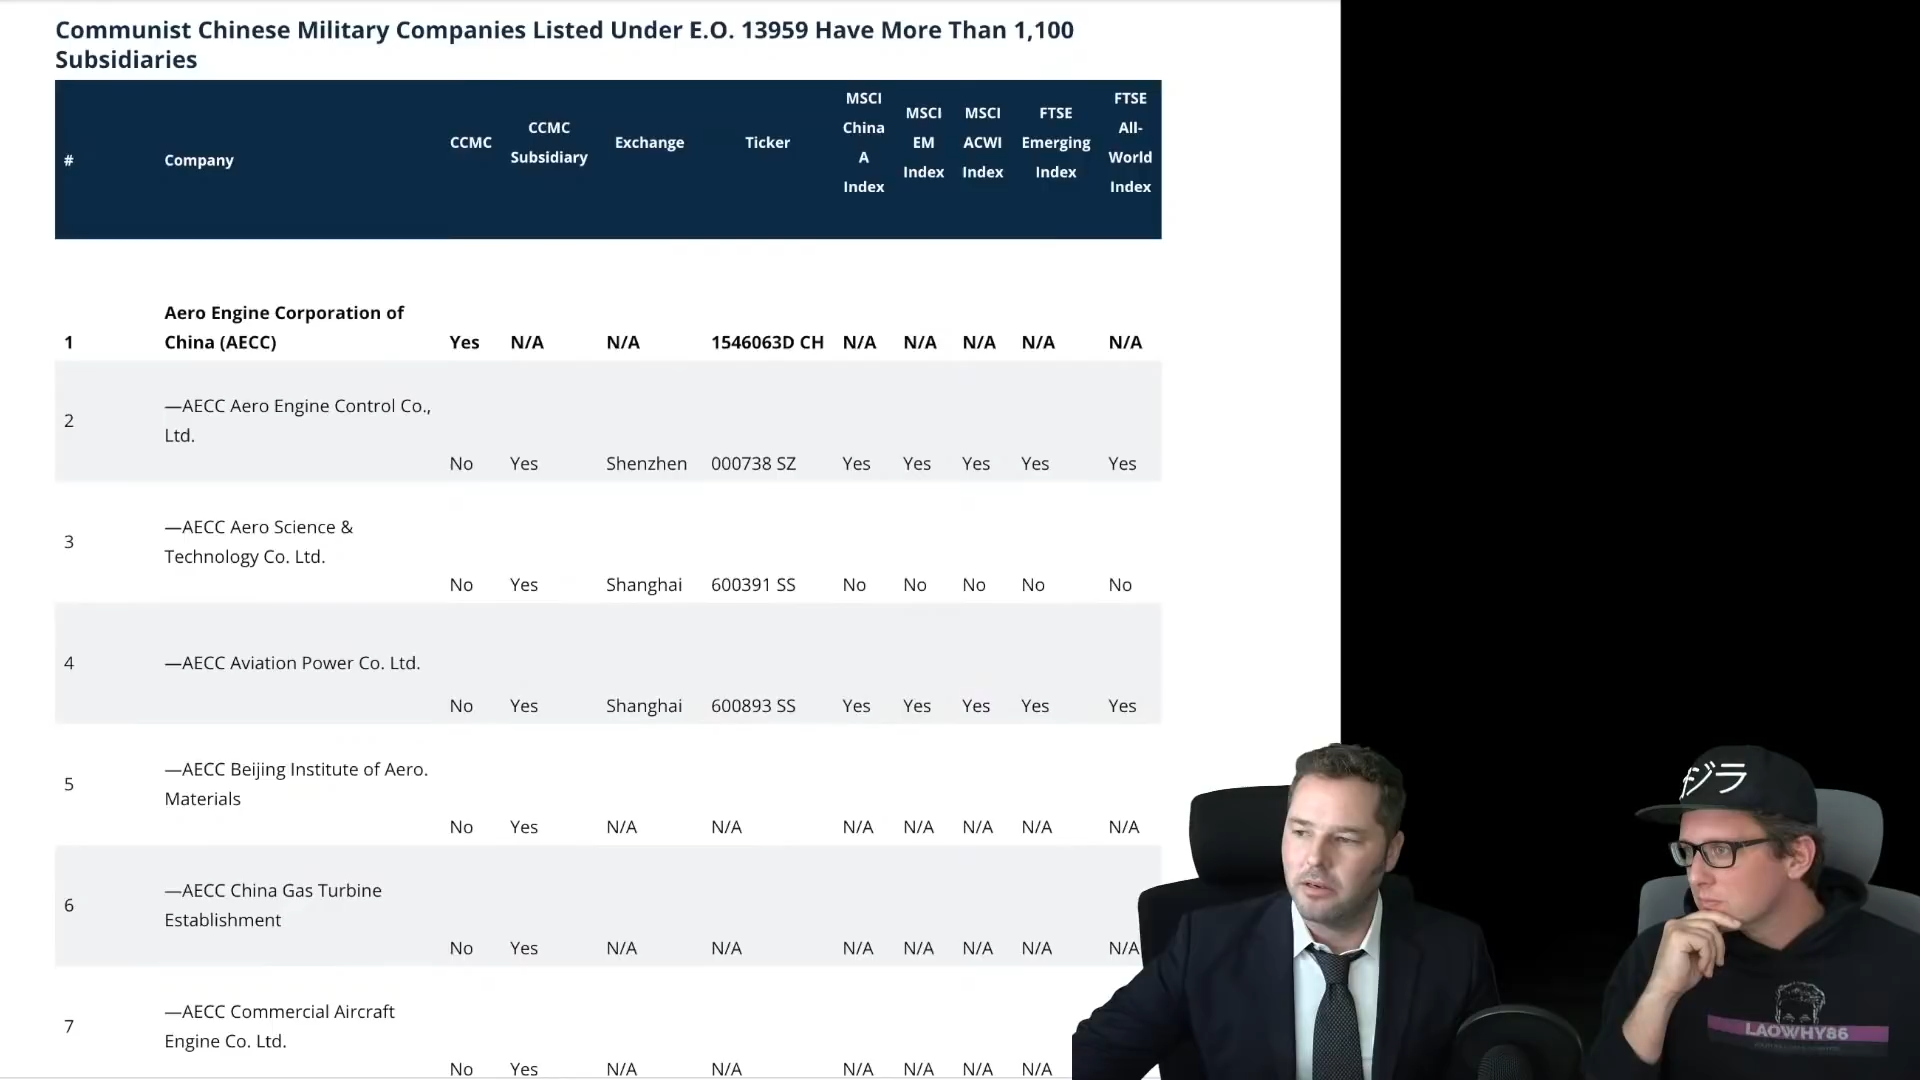 Communist Chinese Military Companies Listed Under E.O. 13959 Have More Than 1,100
Subsidiaries
# Company CCMC CCMC Subsidiary Exchange Ticker MSCI China A Index MSCI EM Index MSCI ACWI Index FTSE Emerging Index FTSE All-World Index
Aero Engine Corporation of
1 China (AECC) Yes N/A N/A 1546063D CH N/A N/A N/A N/A N/A
—AECC Aero Engine Control Co.,
2
Ltd.
No Yes Shenzhen 000738 SZ Yes Yes Yes Yes Yes
—AECC Aero Science &
3
Technology Co. Ltd.
No Yes Shanghai 600391 SS No No No No No
4 —AECC Aviation Power Co. Ltd.
No Yes Shanghai 600893 SS Yes Yes Yes Yes Yes
—AECC Beijing Institute of Aero.
5
Materials
No Yes N/A N/A N/A N/A N/A N/A N/A
—AECC China Gas Turbine
6
Establishment
No Yes N/A N/A N/A N/A N/A N/A N/A
—AECC Commercial Aircraft
7
Engine Co. Ltd.
No Yes N/A N/A N/A N/A N/A N/A
ジラ
LAOWHY86